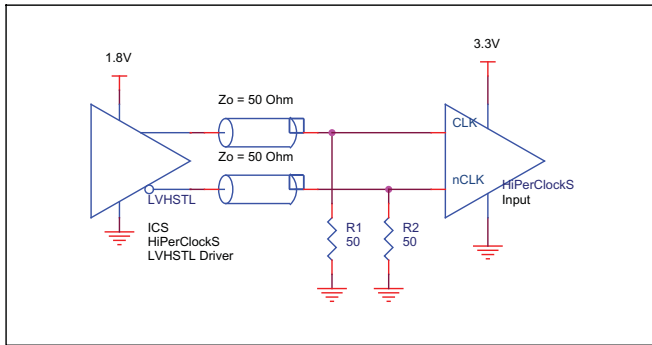 1.8V
3.3V
Zo = 50 Ohm
CLK
Zo = 50 Ohm
nCLK
LVHSTL
HiPerClockS
Input
ICS
HiPerClockS
LVHSTL Driver
R1
50
R2
50